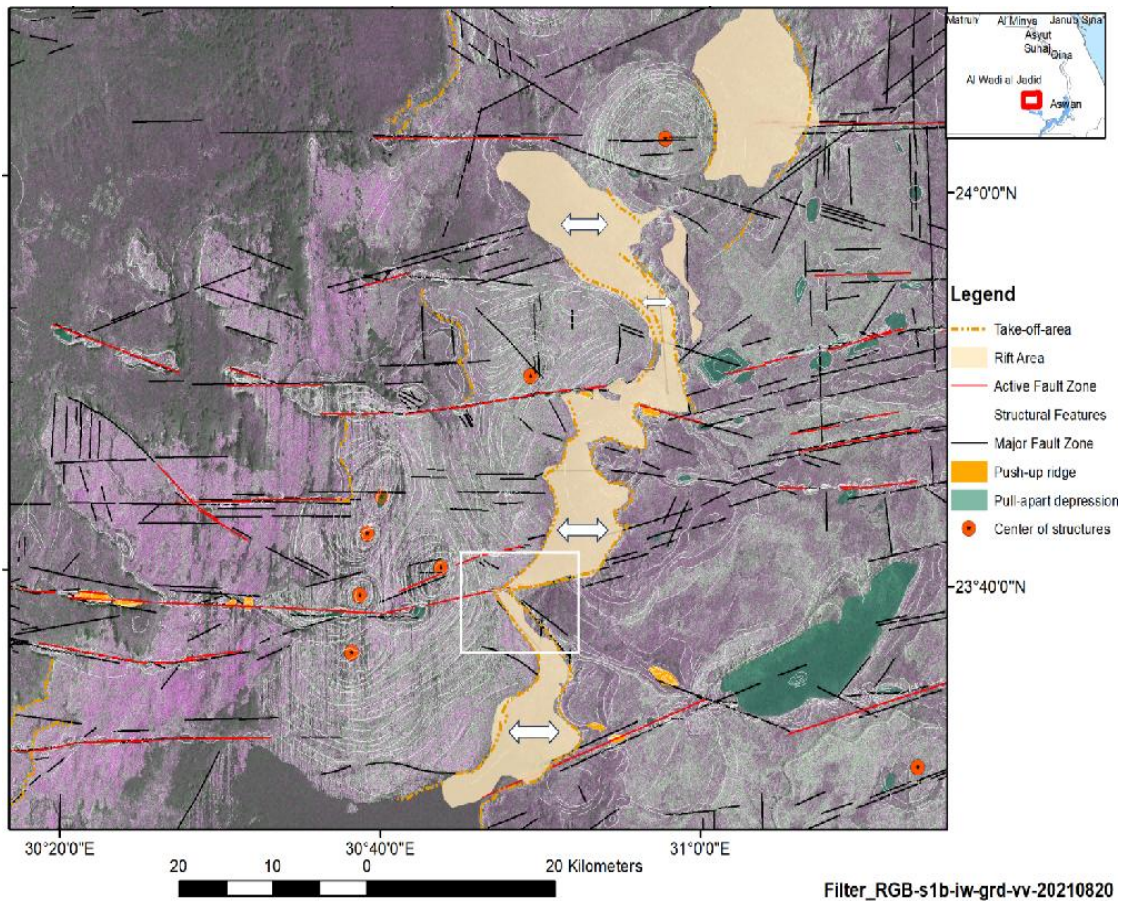 Matruh Al Minya Janub Sina'
Asyut
Suhaj Qina
Al Wadi al Jadid
Aswan
24°0'0"N
Legend
Take-off-area
Rift Area
Active Fault Zone
Structural Features
Major Fault Zone
Push-up ridge
Pull-apart depression
Center of structures
23°40'0"N
30°20'0"E 30°40'0"E 31°0'0"E
20 10 0 20 Kilometers
Filter_RGB-s1b-iw-grd-vv-20210820